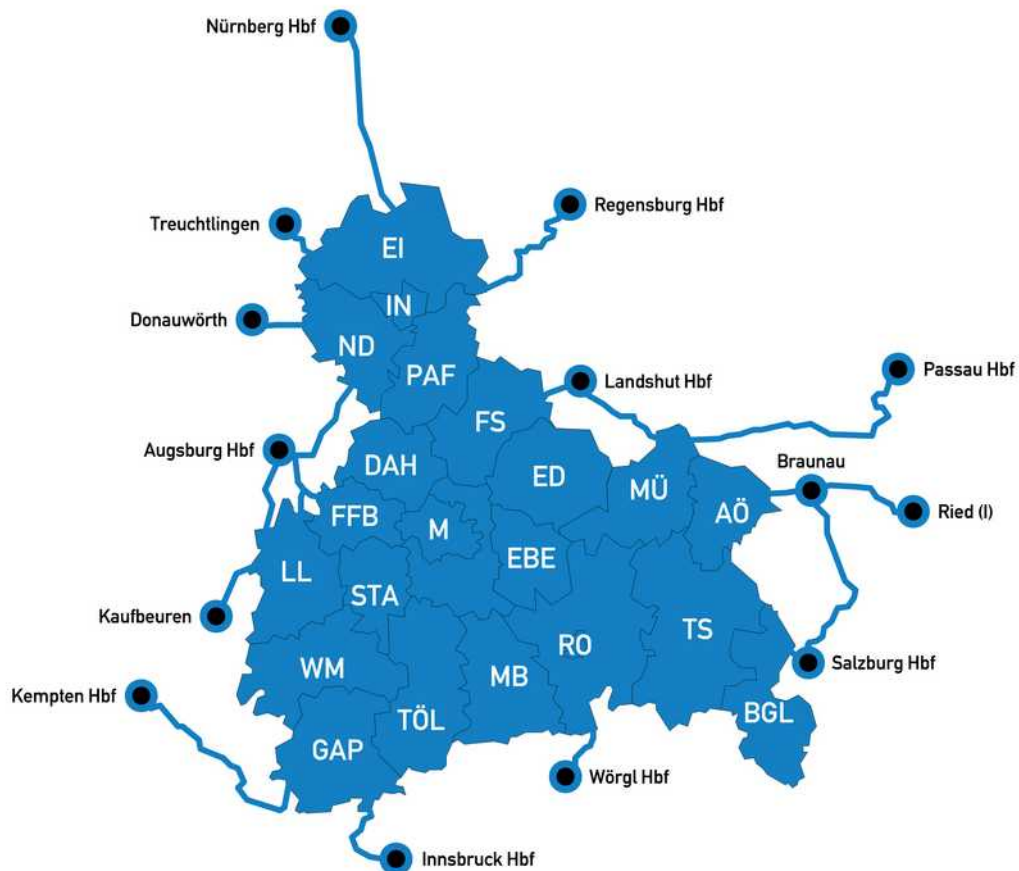 Nürnberg Hbf
Regensburg Hbf
Treuchtlingen
EI
IN
Donauwörth
ND
PAF
Passau Hbf
Landshut Hbf
FS
Augsburg Hbf
DAH
ED
MÜ
Braunau
AÖ
Ried (I)
FFB
M
EBE
LL
STA
Kaufbeuren
TS
RO
WM
MB
Salzburg Hbf
Kempten Hbf
TÖL
BGL
GAP
Wörgl Hbf
Innsbruck Hbf